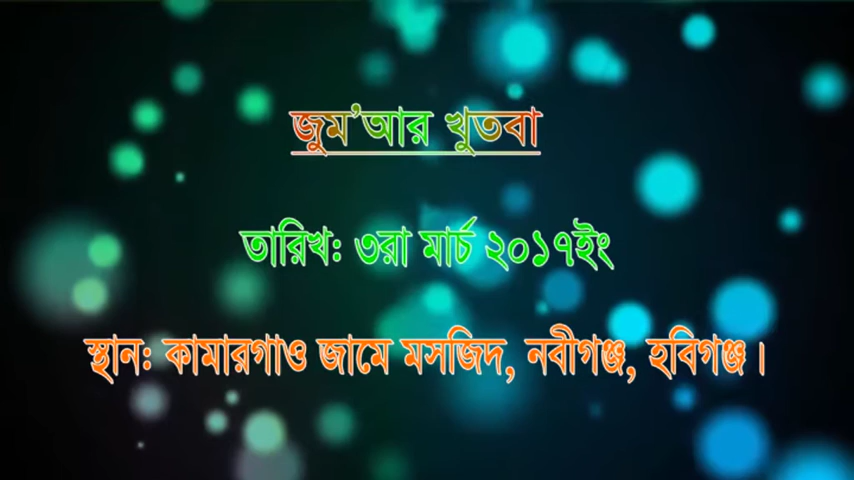 জুম'আর খুতবা
তারিখঃ ৩রা মার্চ ২০১৭ইং
স্থানঃ কামারগাও জামে মসজিদ, নবীগঞ্জ, হবিগঞ্জ।